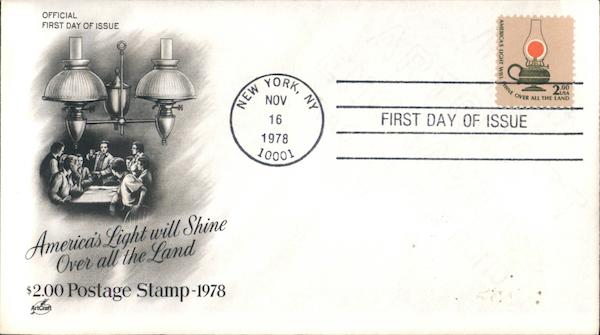 OFFICIAL
FIRST DAY OF ISSUE
America's Light will Shine
Over all the Land
$2.00 Postage Stamp-1978
ArtCraft
NEW YORK, NY
NOV
16
1978
10001
FIRST DAY OF ISSUE
AMERICA'S LIGHT WILL SHINE OVER ALL THE LAND
2.00
USA